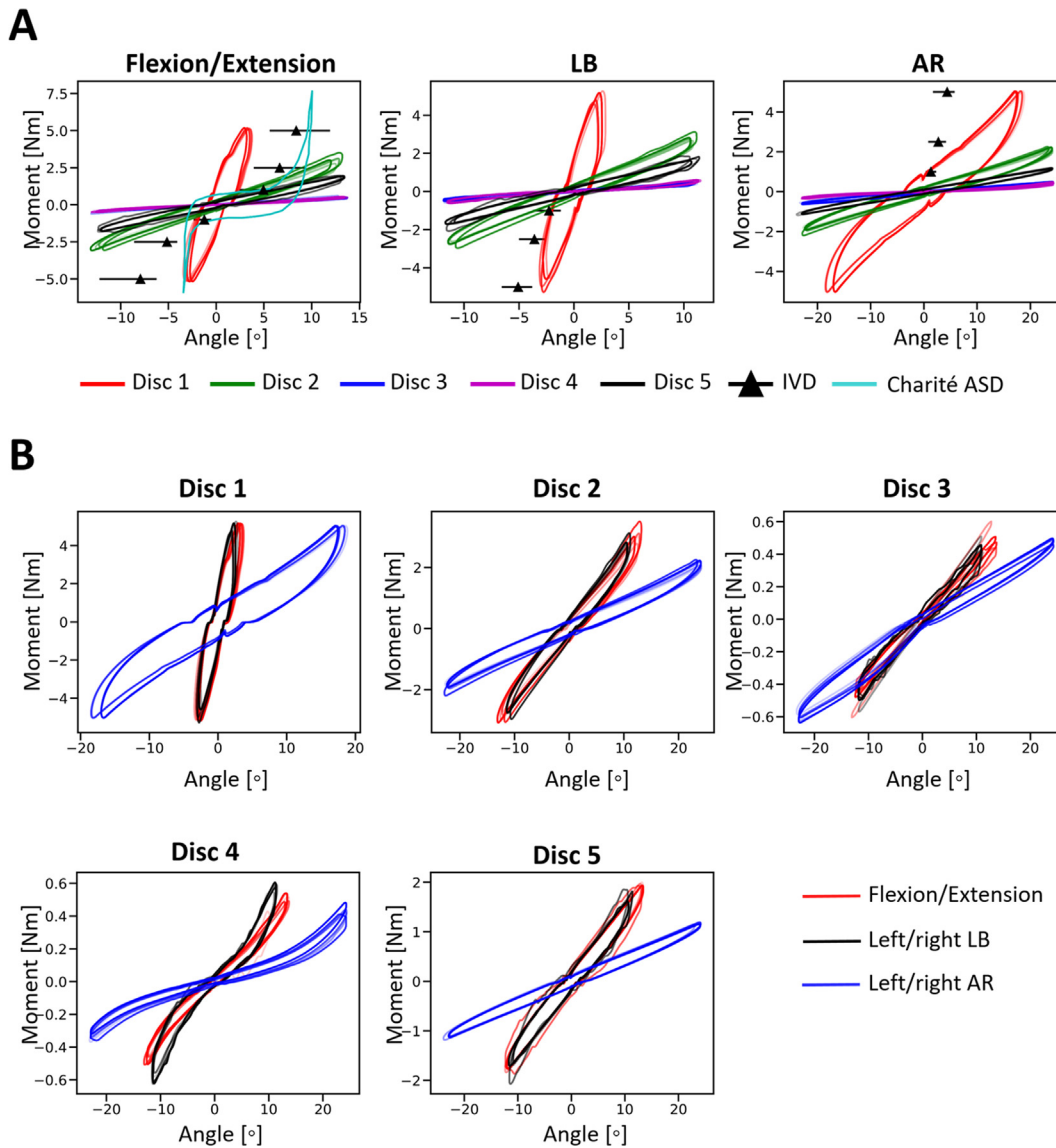 A
Flexion/Extension LB AR
Moment [Nm]
7.5
5.0
2.5
0.0
−2.5
−5.0
−10 −5 0 5 10 15
Angle [°]
4
2
0
−2
−4
−10 −5 0 5 10
Angle [°]
4
2
0
−2
−4
−20 −10 0 10 20
Angle [°]
Disc 1 Disc 2 Disc 3 Disc 4 Disc 5 IVD Charité ASD
B
Disc 1 Disc 2 Disc 3
Moment [Nm]
4
2
0
−2
−4
−20 −10 0 10 20
Angle [°]
Moment [Nm]
2
0
−2
−20 −10 0 10 20
Angle [°]
Moment [Nm]
0.6
0.4
0.2
0.0
−0.2
−0.4
−0.6
−20 −10 0 10 20
Angle [°]
Disc 4 Disc 5
Moment [Nm]
0.6
0.4
0.2
0.0
−0.2
−0.4
−0.6
−20 −10 0 10 20
Angle [°]
Moment [Nm]
2
1
0
−1
−2
−20 −10 0 10 20
Angle [°]
Flexion/Extension
Left/right LB
Left/right AR